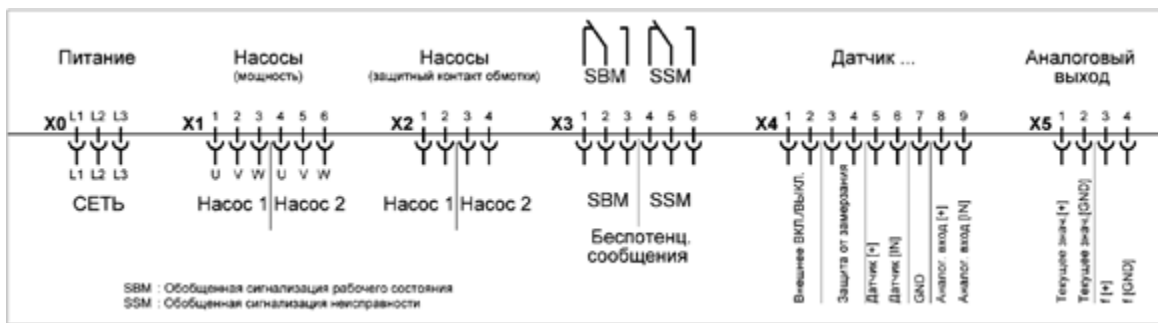 Питание
Насосы
(мощность)
Насосы
(защитный контакт обмотки)
SBM SSM
Датчик ...
Аналоговый
выход
X0 L1 L2 L3
X1 1 2 3 4 5 6
X2 1 2 3 4
X3 1 2 3 4 5 6
X4 1 2 3 4 5 6 7 8 9
X5 1 2 3 4
L1 L2 L3
U V W U V W
СЕТЬ
Насос 1 Насос 2
Насос 1 Насос 2
SBM SSM
Беспотенц.
сообщения
Внешнее ВКЛ./ВЫКЛ.
Защита от замерзания
Датчик [+]
Датчик [IN]
GND
Аналог. вход [+]
Аналог. вход [IN]
Текущее знач.[+]
Текущее знач.[GND]
f [+]
f [GND]
SBM : Обобщенная сигнализация рабочего состояния
SSM : Обобщенная сигнализация неисправности